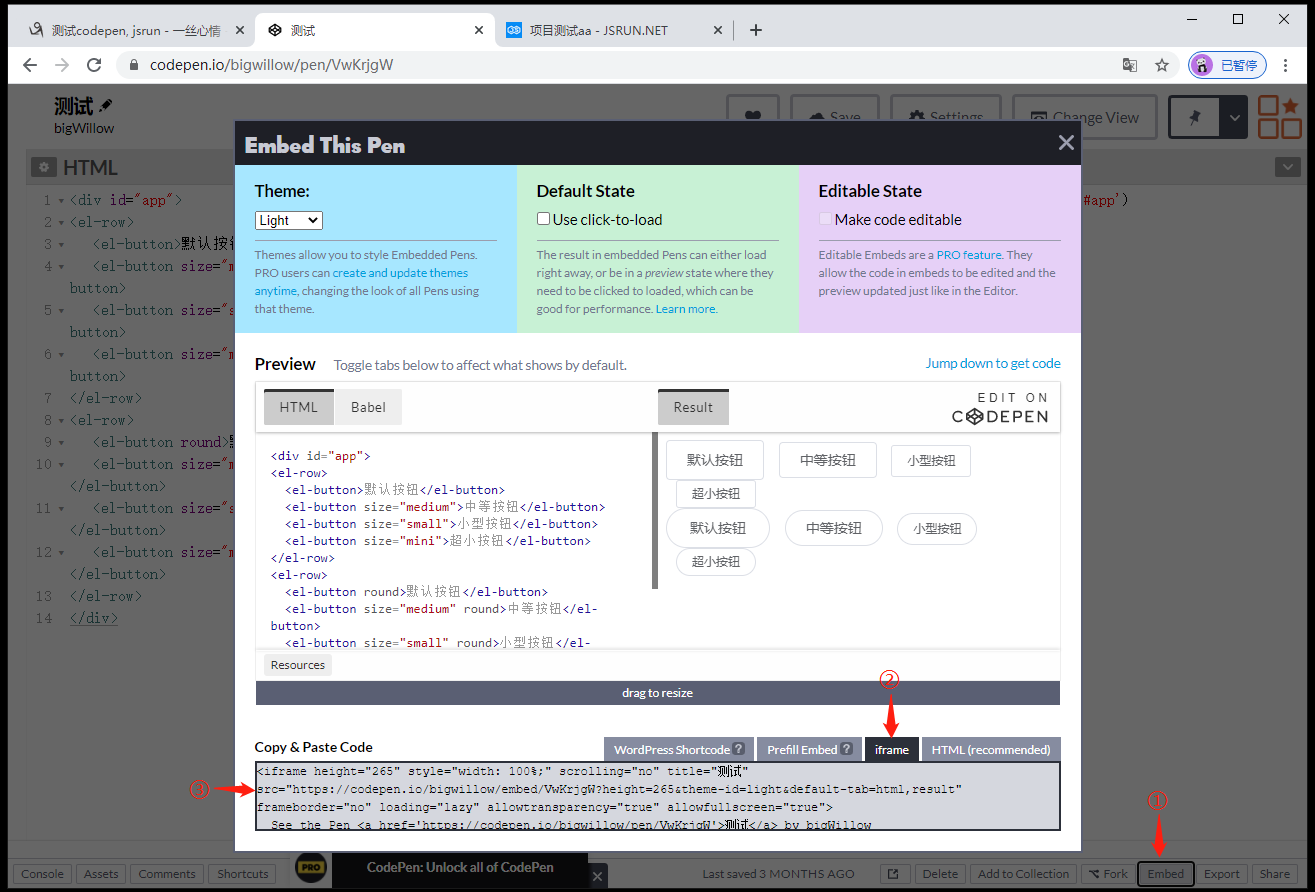 测试codepen, jsrun - 一丝心情
测试
项目测试aa - JSRUN.NET
codepen.io/bigwillow/pen/VwKrjgW
已暂停
测试
bigWillow
Save
Settings
Change View
HTML
Embed This Pen
Theme:
Light
Themes allow you to style Embedded Pens.
PRO users can create and update themes
anytime, changing the look of all Pens using
that theme.
Default State
Use click-to-load
The result in embedded Pens can either load
right away, or be in a preview state where they
need to be clicked to loaded, which can be
good for performance. Learn more.
Editable State
Make code editable
Editable Embeds are a PRO feature. They
allow the code in embeds to be edited and the
preview updated just like in the Editor.
1 <div id="app">
#app')
2 <el-row>
3 <el-button>默认按
4 <el-button size="
button>
5 <el-button size="
button>
6 <el-button size="
button>
7 </el-row>
8 <el-row>
9 <el-button round>
10 <el-button size="
</el-button>
11 <el-button size="
</el-button>
12 <el-button size="
</el-button>
13 </el-row>
14 </div>
Preview Toggle tabs below to affect what shows by default.
Jump down to get code
HTML Babel Result
EDIT ON
CODEPEN
<div id="app">
<el-row>
<el-button>默认按钮</el-button>
<el-button size="medium">中等按钮</el-button>
<el-button size="small">小型按钮</el-button>
<el-button size="mini">超小按钮</el-button>
</el-row>
<el-row>
<el-button round>默认按钮</el-button>
<el-button size="medium" round>中等按钮</el-
button>
<el-button size="small" round>小型按钮</el-
默认按钮 中等按钮 小型按钮
超小按钮
默认按钮 中等按钮 小型按钮
超小按钮
Resources
drag to resize
②
Copy & Paste Code
WordPress Shortcode ? Prefill Embed ? iframe HTML (recommended)
③
<iframe height="265" style="width: 100%;" scrolling="no" title="测试"
src="https://codepen.io/bigwillow/embed/VwKrjgW?height=265&theme-id=light&default-tab=html,result"
frameborder="no" loading="lazy" allowtransparency="true" allowfullscreen="true">
See the Pen <a href='https://codepen.io/bigwillow/pen/VwKrjgW'>测试</a> by bigWillow
①
Console Assets Comments Shortcuts
PRO
CodePen: Unlock all of CodePen
Last saved 3 MONTHS AGO
Delete Add to Collection Fork Embed Export Share